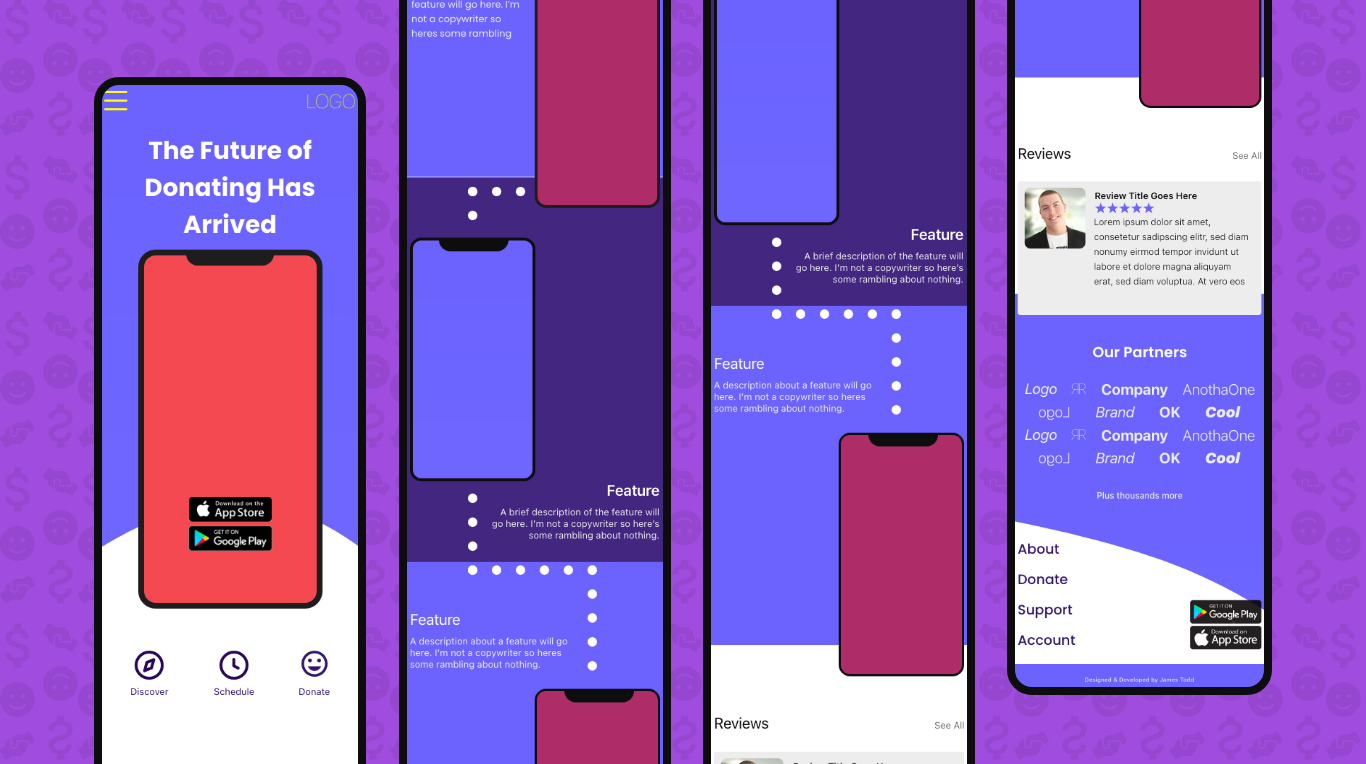 LOGO
The Future of
Donating Has
Arrived
Download on the
App Store
GET IT ON
Google Play
Discover
Schedule
Donate
feature will go here. I'm
not a copywriter so
heres some rambling
Feature
A brief description of the feature will
go here. I'm not a copywriter so here's
some rambling about nothing.
Feature
A description about a feature will go
here. I'm not a copywriter so heres
some rambling about nothing.
Feature
A brief description of the feature will
go here. I'm not a copywriter so here's
some rambling about nothing.
Feature
A description about a feature will go
here. I'm not a copywriter so heres
some rambling about nothing.
Reviews
See All
Reviews
See All
Review Title Goes Here
Lorem ipsum dolor sit amet,
consetetur sadipscing elitr, sed diam
nonumy eirmod tempor invidunt ut
labore et dolore magna aliquyam
erat, sed diam voluptua. At vero eos
Our Partners
Logo RR Company AnothaOne
Logo Brand OK Cool
Logo RR Company AnothaOne
Logo Brand OK Cool
Plus thousands more
About
Donate
Support
Account
GET IT ON
Google Play
Download on
App Store
Designed & Developed by James Todd